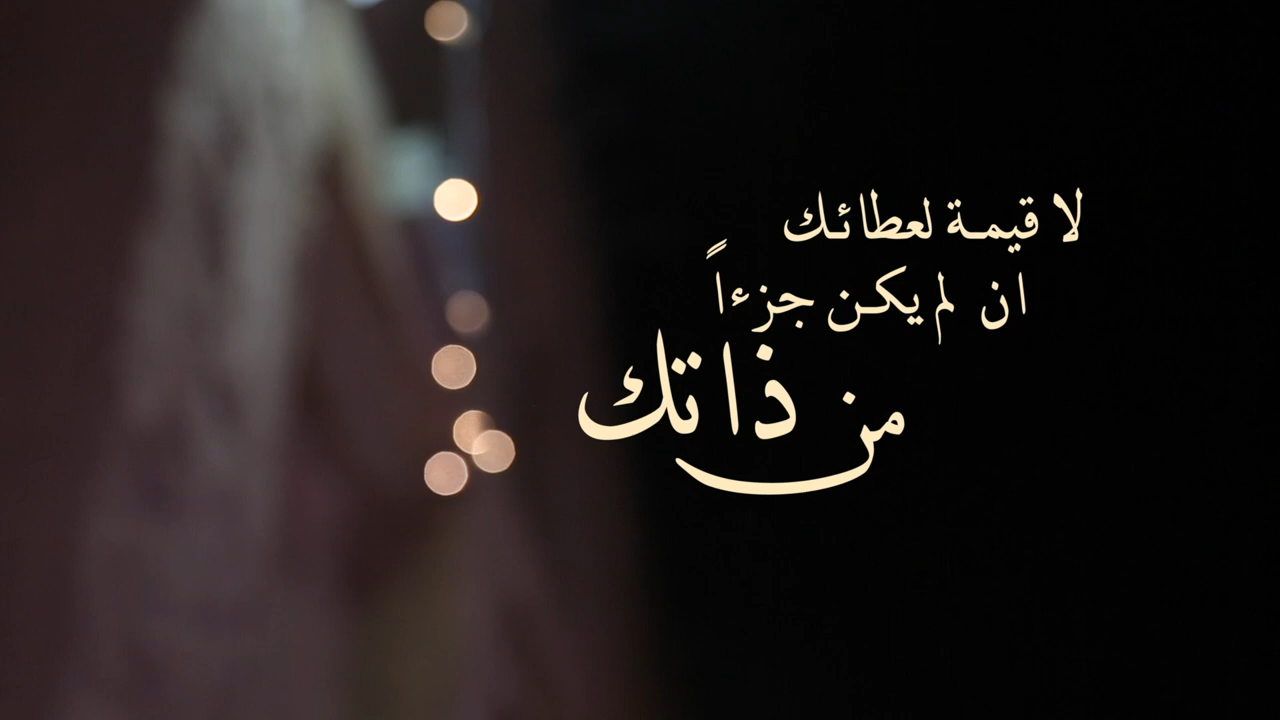 لا قيمة لعطائك
ان لم يكن جزءاً
من ذاتك